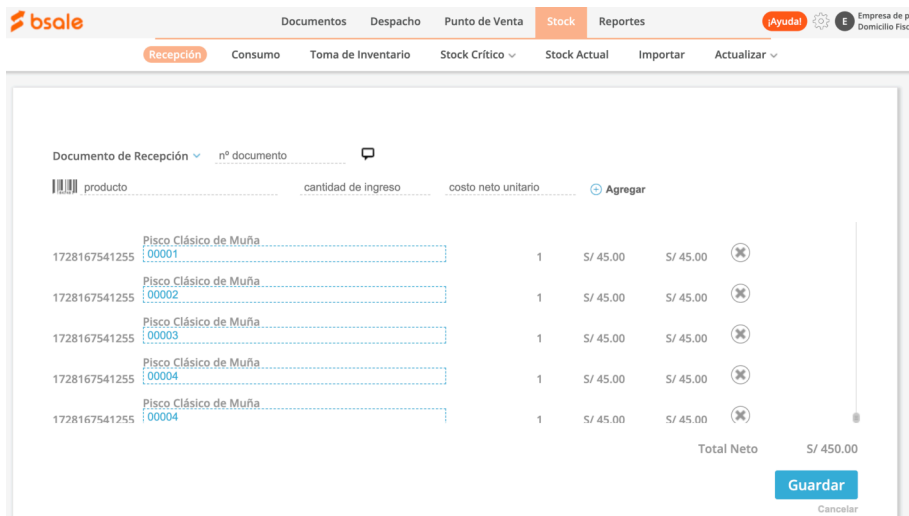 bsale
Documentos Despacho Punto de Venta Stock Reportes
¡Ayuda! E Empresa de p
Domicilio Fisc
Recepción Consumo Toma de Inventario Stock Crítico Stock Actual Importar Actualizar
Documento de Recepción nº documento
producto cantidad de ingreso costo neto unitario Agregar
Pisco Clásico de Muña
1728167541255 00001 1 S/ 45.00 S/ 45.00
Pisco Clásico de Muña
1728167541255 00002 1 S/ 45.00 S/ 45.00
Pisco Clásico de Muña
1728167541255 00003 1 S/ 45.00 S/ 45.00
Pisco Clásico de Muña
1728167541255 00004 1 S/ 45.00 S/ 45.00
Pisco Clásico de Muña
1728167541255 00004 1 S/ 45.00 S/ 45.00
Total Neto S/ 450.00
Guardar
Cancelar